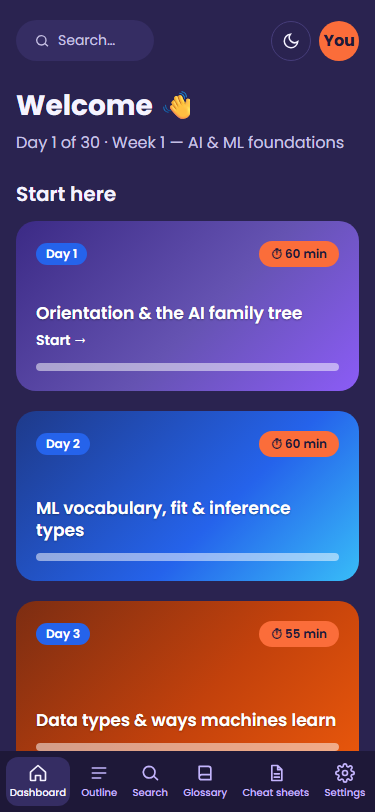 Search...
You
Welcome 👋
Day 1 of 30 · Week 1 — AI & ML foundations
Start here
Day 1
⏱ 60 min
Orientation & the AI family tree
Start →
Day 2
⏱ 60 min
ML vocabulary, fit & inference
types
Day 3
⏱ 55 min
Data types & ways machines learn
Dashboard
Outline
Search
Glossary
Cheat sheets
Settings